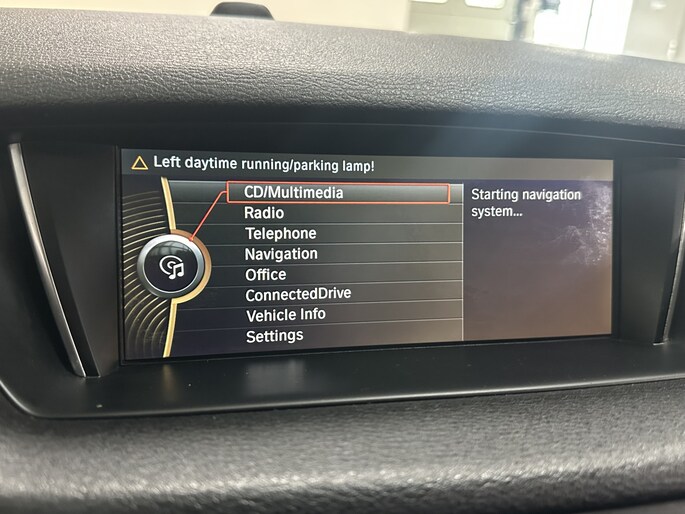 Left daytime running/parking lamp!
CD/Multimedia
Radio
Telephone
Navigation
Office
ConnectedDrive
Vehicle Info
Settings
Starting navigation
system...